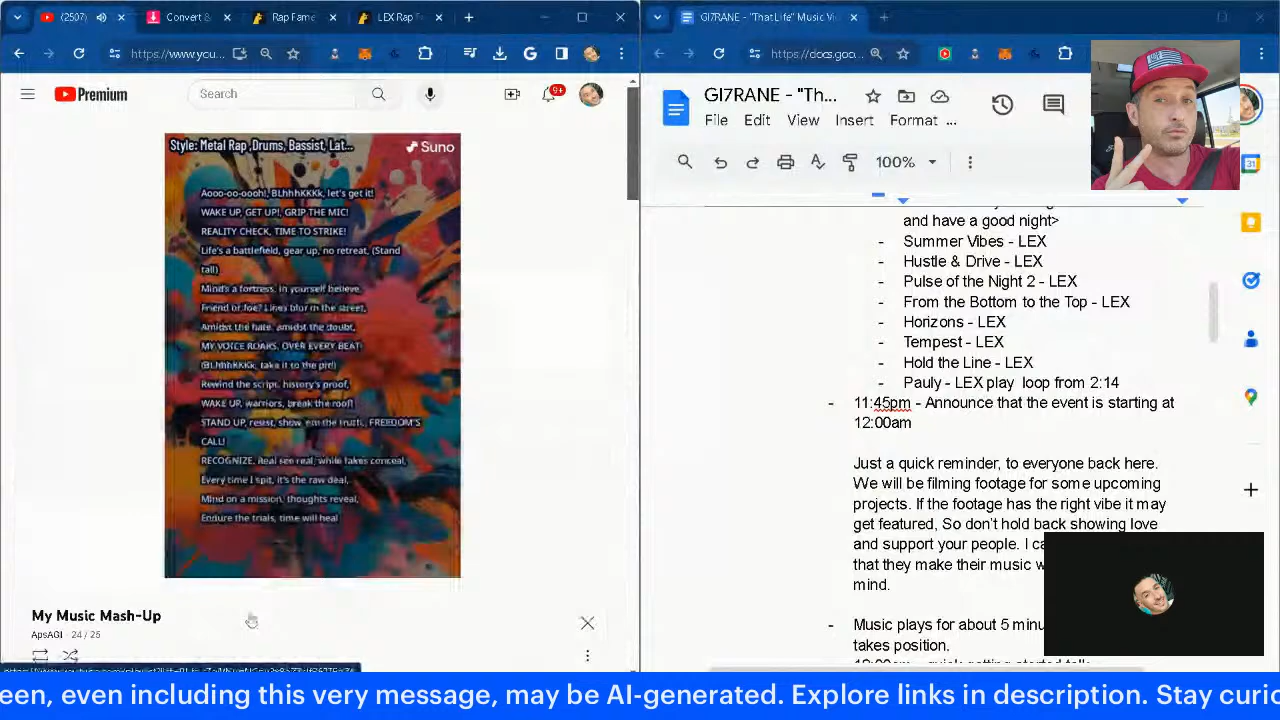 (2507)
Convert &
Rap Fame
LEX Rap F
GI7RANE - "That Life" Music Vi
https://www.you...
https://docs.goo...
Premium
Search
9+
GI7RANE - "Th...
File Edit View Insert Format ...
100%
Style: Metal Rap ,Drums, Bassist, Lat...
Suno
Aooo-oo-oooh!, BLhhhKKKk, let's get it!
WAKE UP, GET UP!, GRIP THE MIC!
REALITY CHECK, TIME TO STRIKE!
Life's a battlefield, gear up, no retreat, (Stand
tall)
Mind's a fortress, in yourself believe,
Friend or foe? Lines blur in the street,
Amidst the hate, amidst the doubt,
MY VOICE ROARS, OVER EVERY BEAT!
(BLhhhKKKk, take it to the pit!)
Rewind the script, history's proof,
WAKE UP, warriors, break the roof!
STAND UP, resist, show 'em the truth, FREEDOM'S
CALL!
RECOGNIZE, Real see real, while fakes conceal,
Every time I spit, it's the raw deal,
Mind on a mission, thoughts reveal,
Endure the trials, time will heal
My Music Mash-Up
ApsAGI · 24 / 25
and have a good night>
- Summer Vibes - LEX
- Hustle & Drive - LEX
- Pulse of the Night 2 - LEX
- From the Bottom to the Top - LEX
- Horizons - LEX
- Tempest - LEX
- Hold the Line - LEX
- Pauly - LEX play loop from 2:14
- 11:45pm - Announce that the event is starting at
12:00am
Just a quick reminder, to everyone back here.
We will be filming footage for some upcoming
projects. If the footage has the right vibe it may
get featured, So don't hold back showing love
and support your people. I
that they make their music
mind.
- Music plays for about 5
takes position.
12:00am - quick getting started talk
een, even including this very message, may be AI-generated. Explore links in description. Stay curio